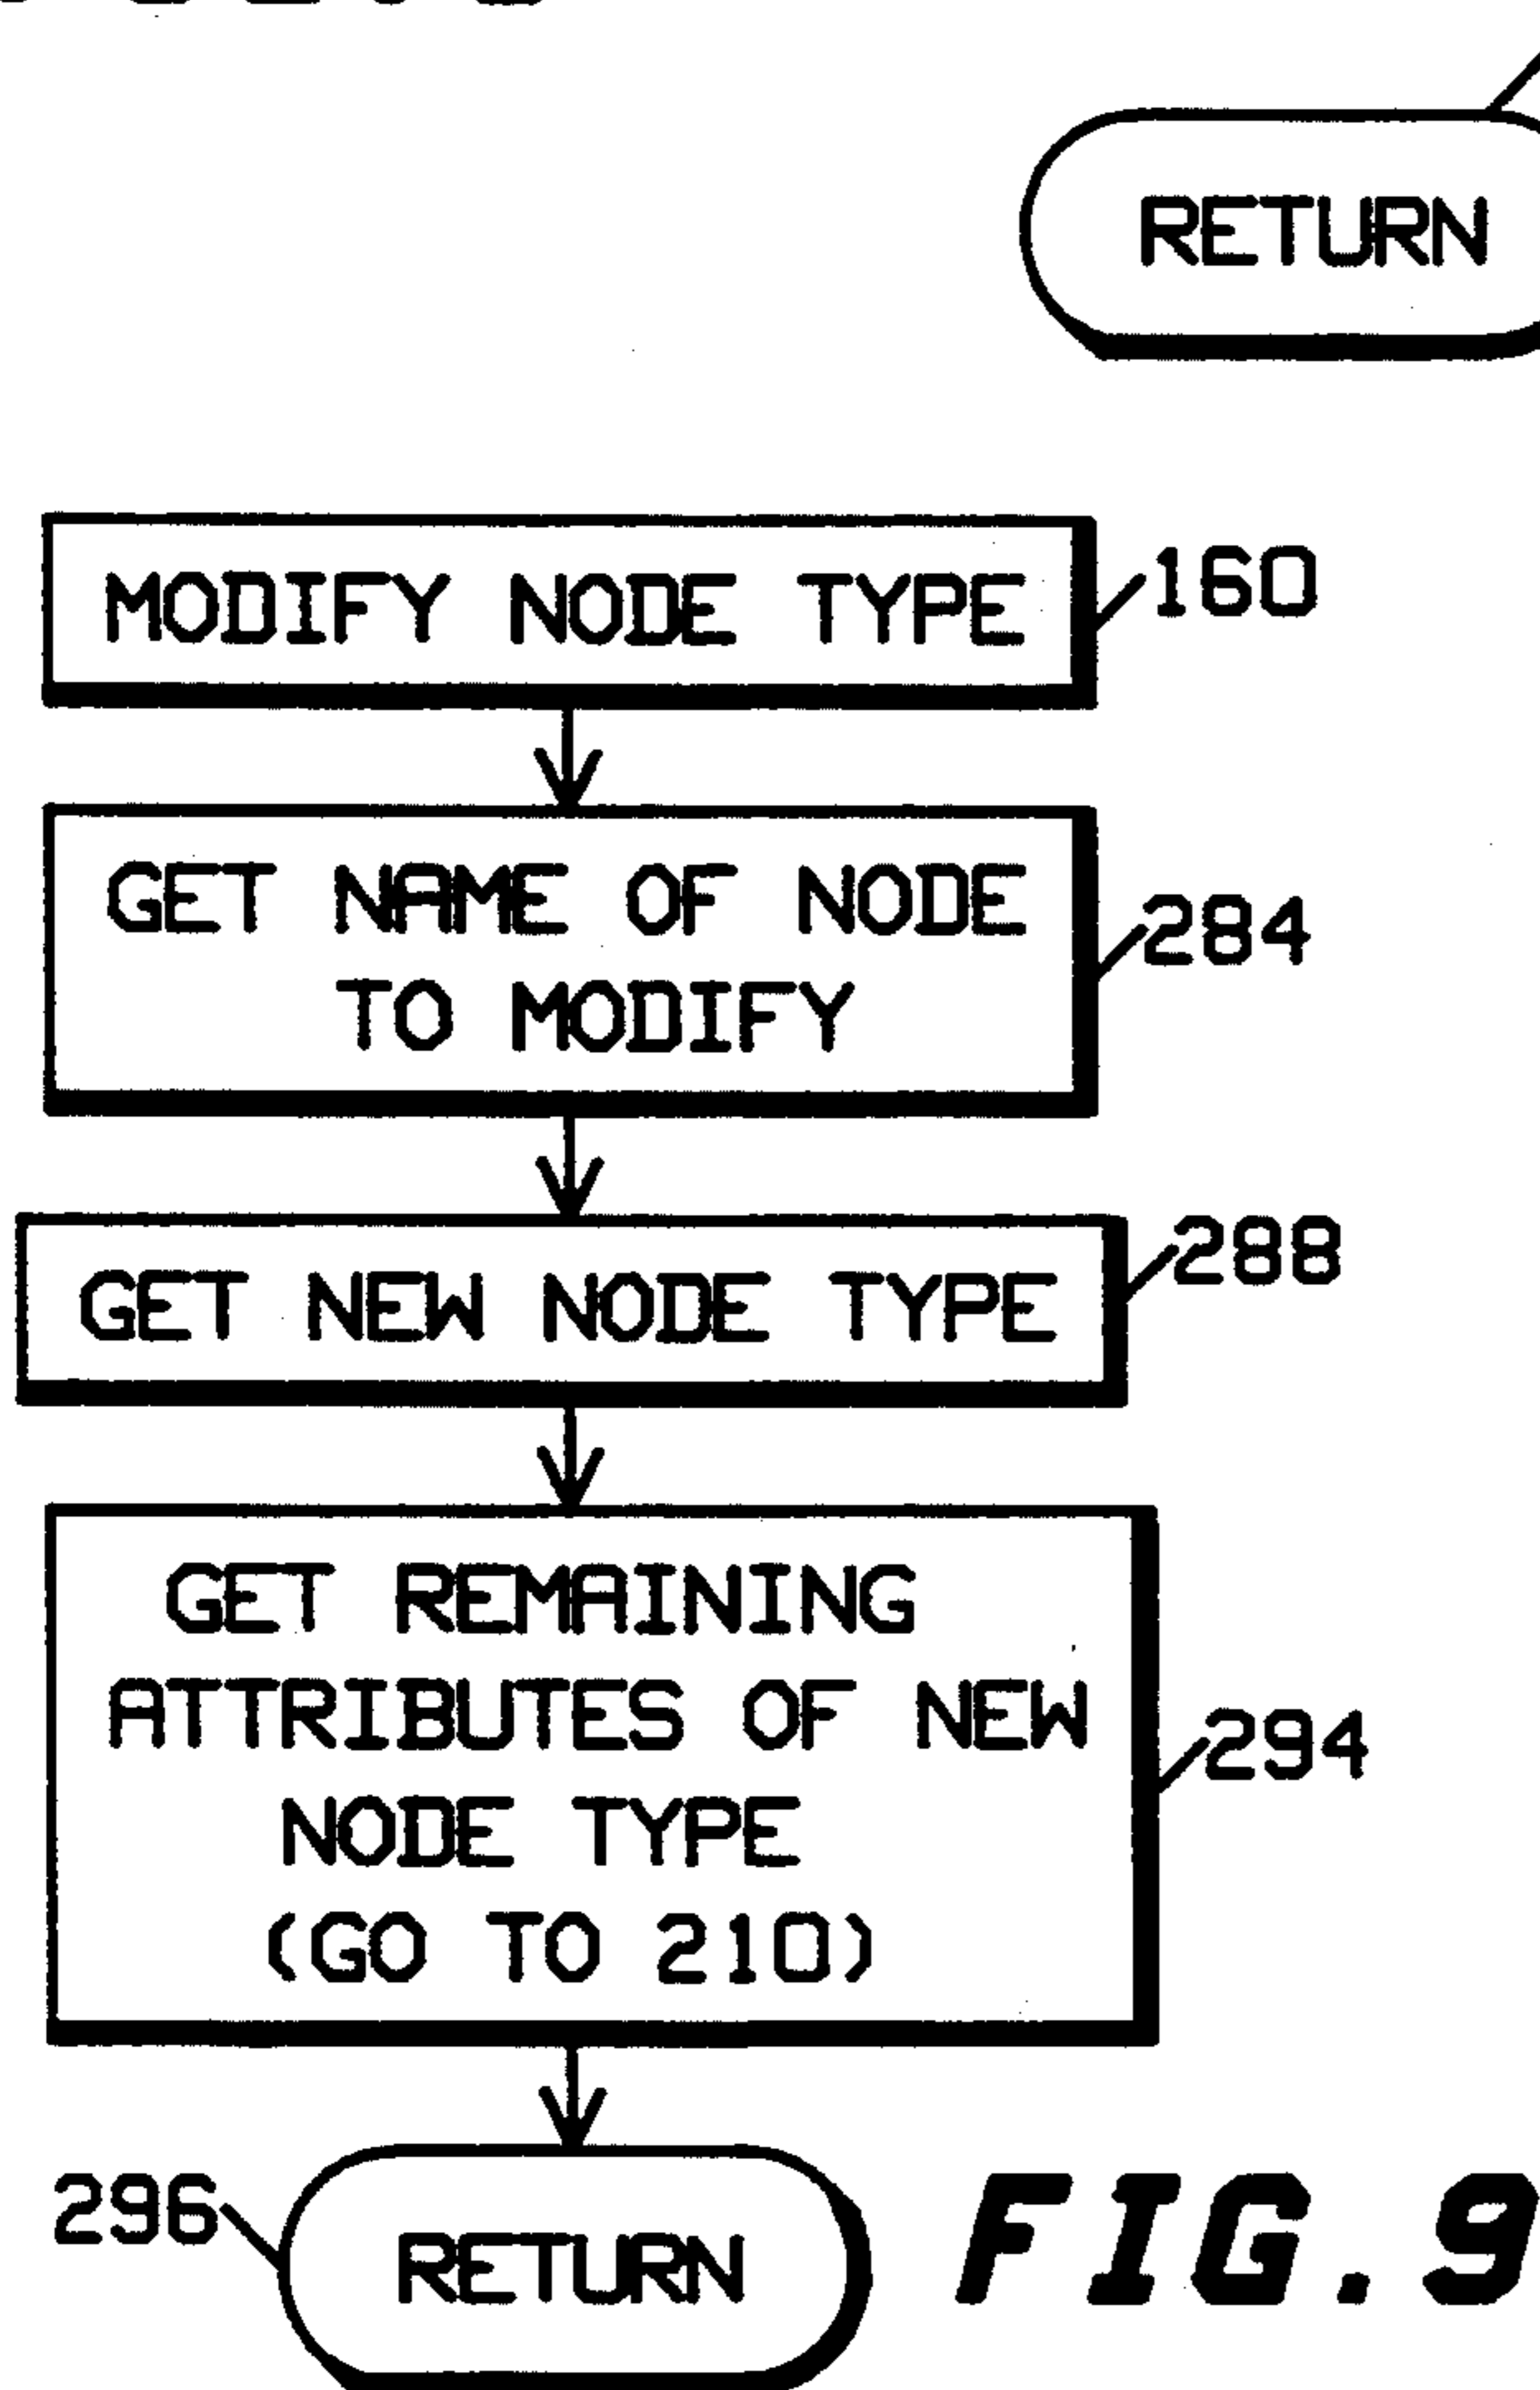 RETURN
MODIFY NODE TYPE
160
GET NAME OF NODE
TO MODIFY
284
GET NEW NODE TYPE
288
GET REMAINING
ATTRIBUTES OF NEW
NODE TYPE
(GO TO 210)
294
296
RETURN
FIG.9